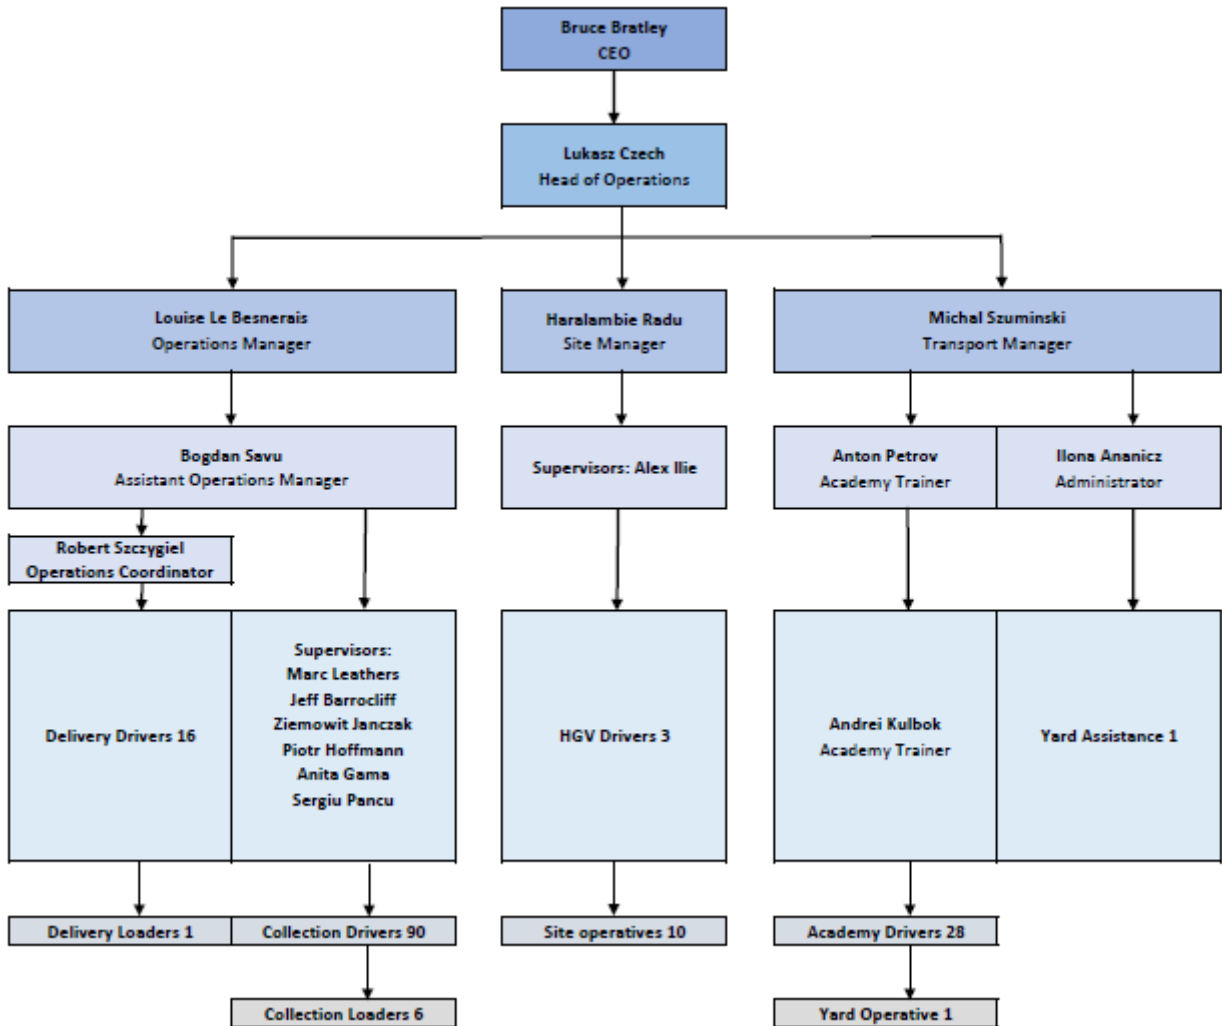 Bruce Bratley
CEO
Lukasz Czech
Head of Operations
Louise Le Besnerais
Operations Manager
Haralambie Radu
Site Manager
Michal Szuminski
Transport Manager
Bogdan Savu
Assistant Operations Manager
Supervisors: Alex Ilie
Anton Petrov
Academy Trainer
Ilona Ananicz
Administrator
Robert Szczygiel
Operations Coordinator
Delivery Drivers 16
Supervisors:
Marc Leathers
Jeff Barrocliff
Ziemowit Janczak
Piotr Hoffmann
Anita Gama
Sergiu Pancu
HGV Drivers 3
Andrei Kulbok
Academy Trainer
Yard Assistance 1
Delivery Loaders 1
Collection Drivers 90
Site operatives 10
Academy Drivers 28
Collection Loaders 6
Yard Operative 1